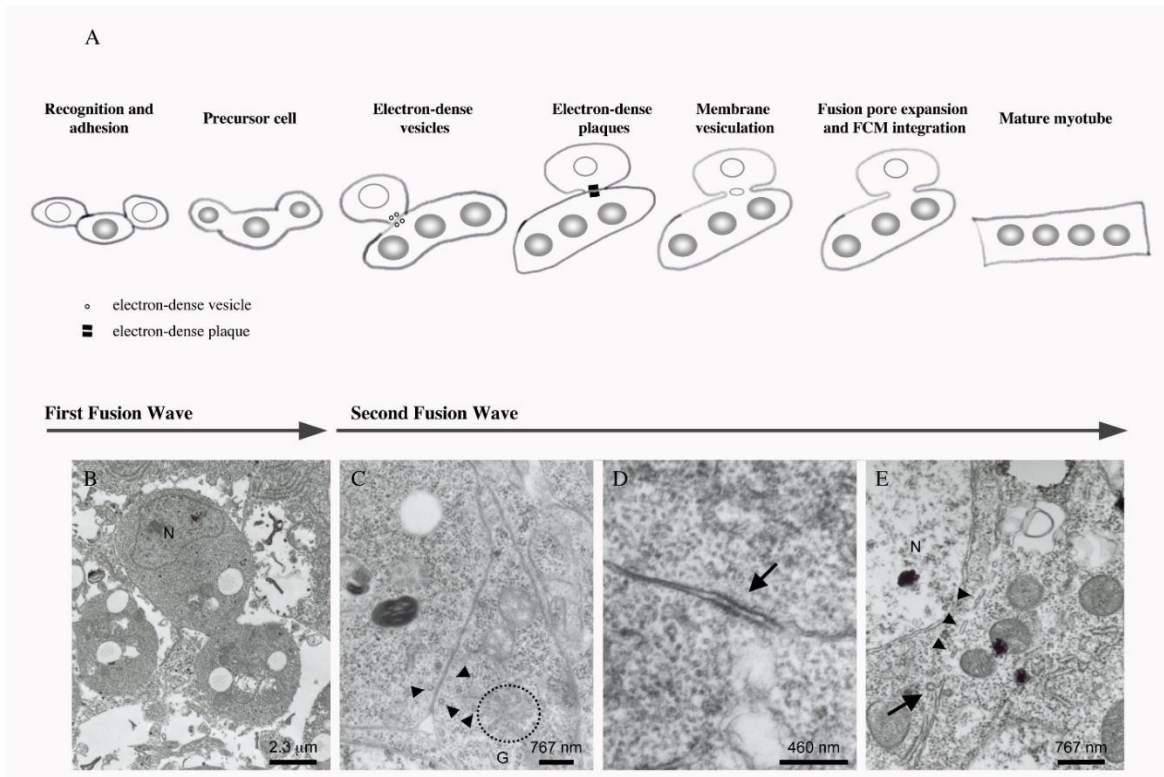 A
Recognition and
adhesion
Precursor cell
Electron-dense
vesicles
Electron-dense
plaques
Membrane
vesiculation
Fusion pore expansion
and FCM integration
Mature myotube
electron-dense vesicle
electron-dense plaque
First Fusion Wave
Second Fusion Wave
B
N
2.3 μm
C
G
767 nm
D
460 nm
E
N
767 nm